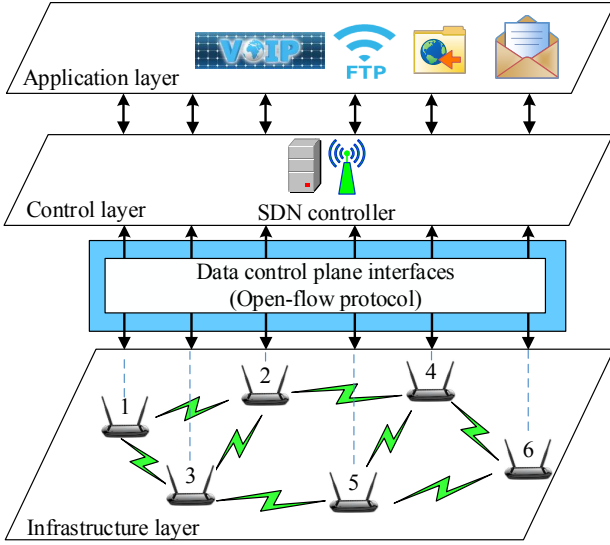 VOIP
FTP
Application layer
Control layer
SDN controller
Data control plane interfaces
(Open-flow protocol)
1
2
3
4
5
6
Infrastructure layer